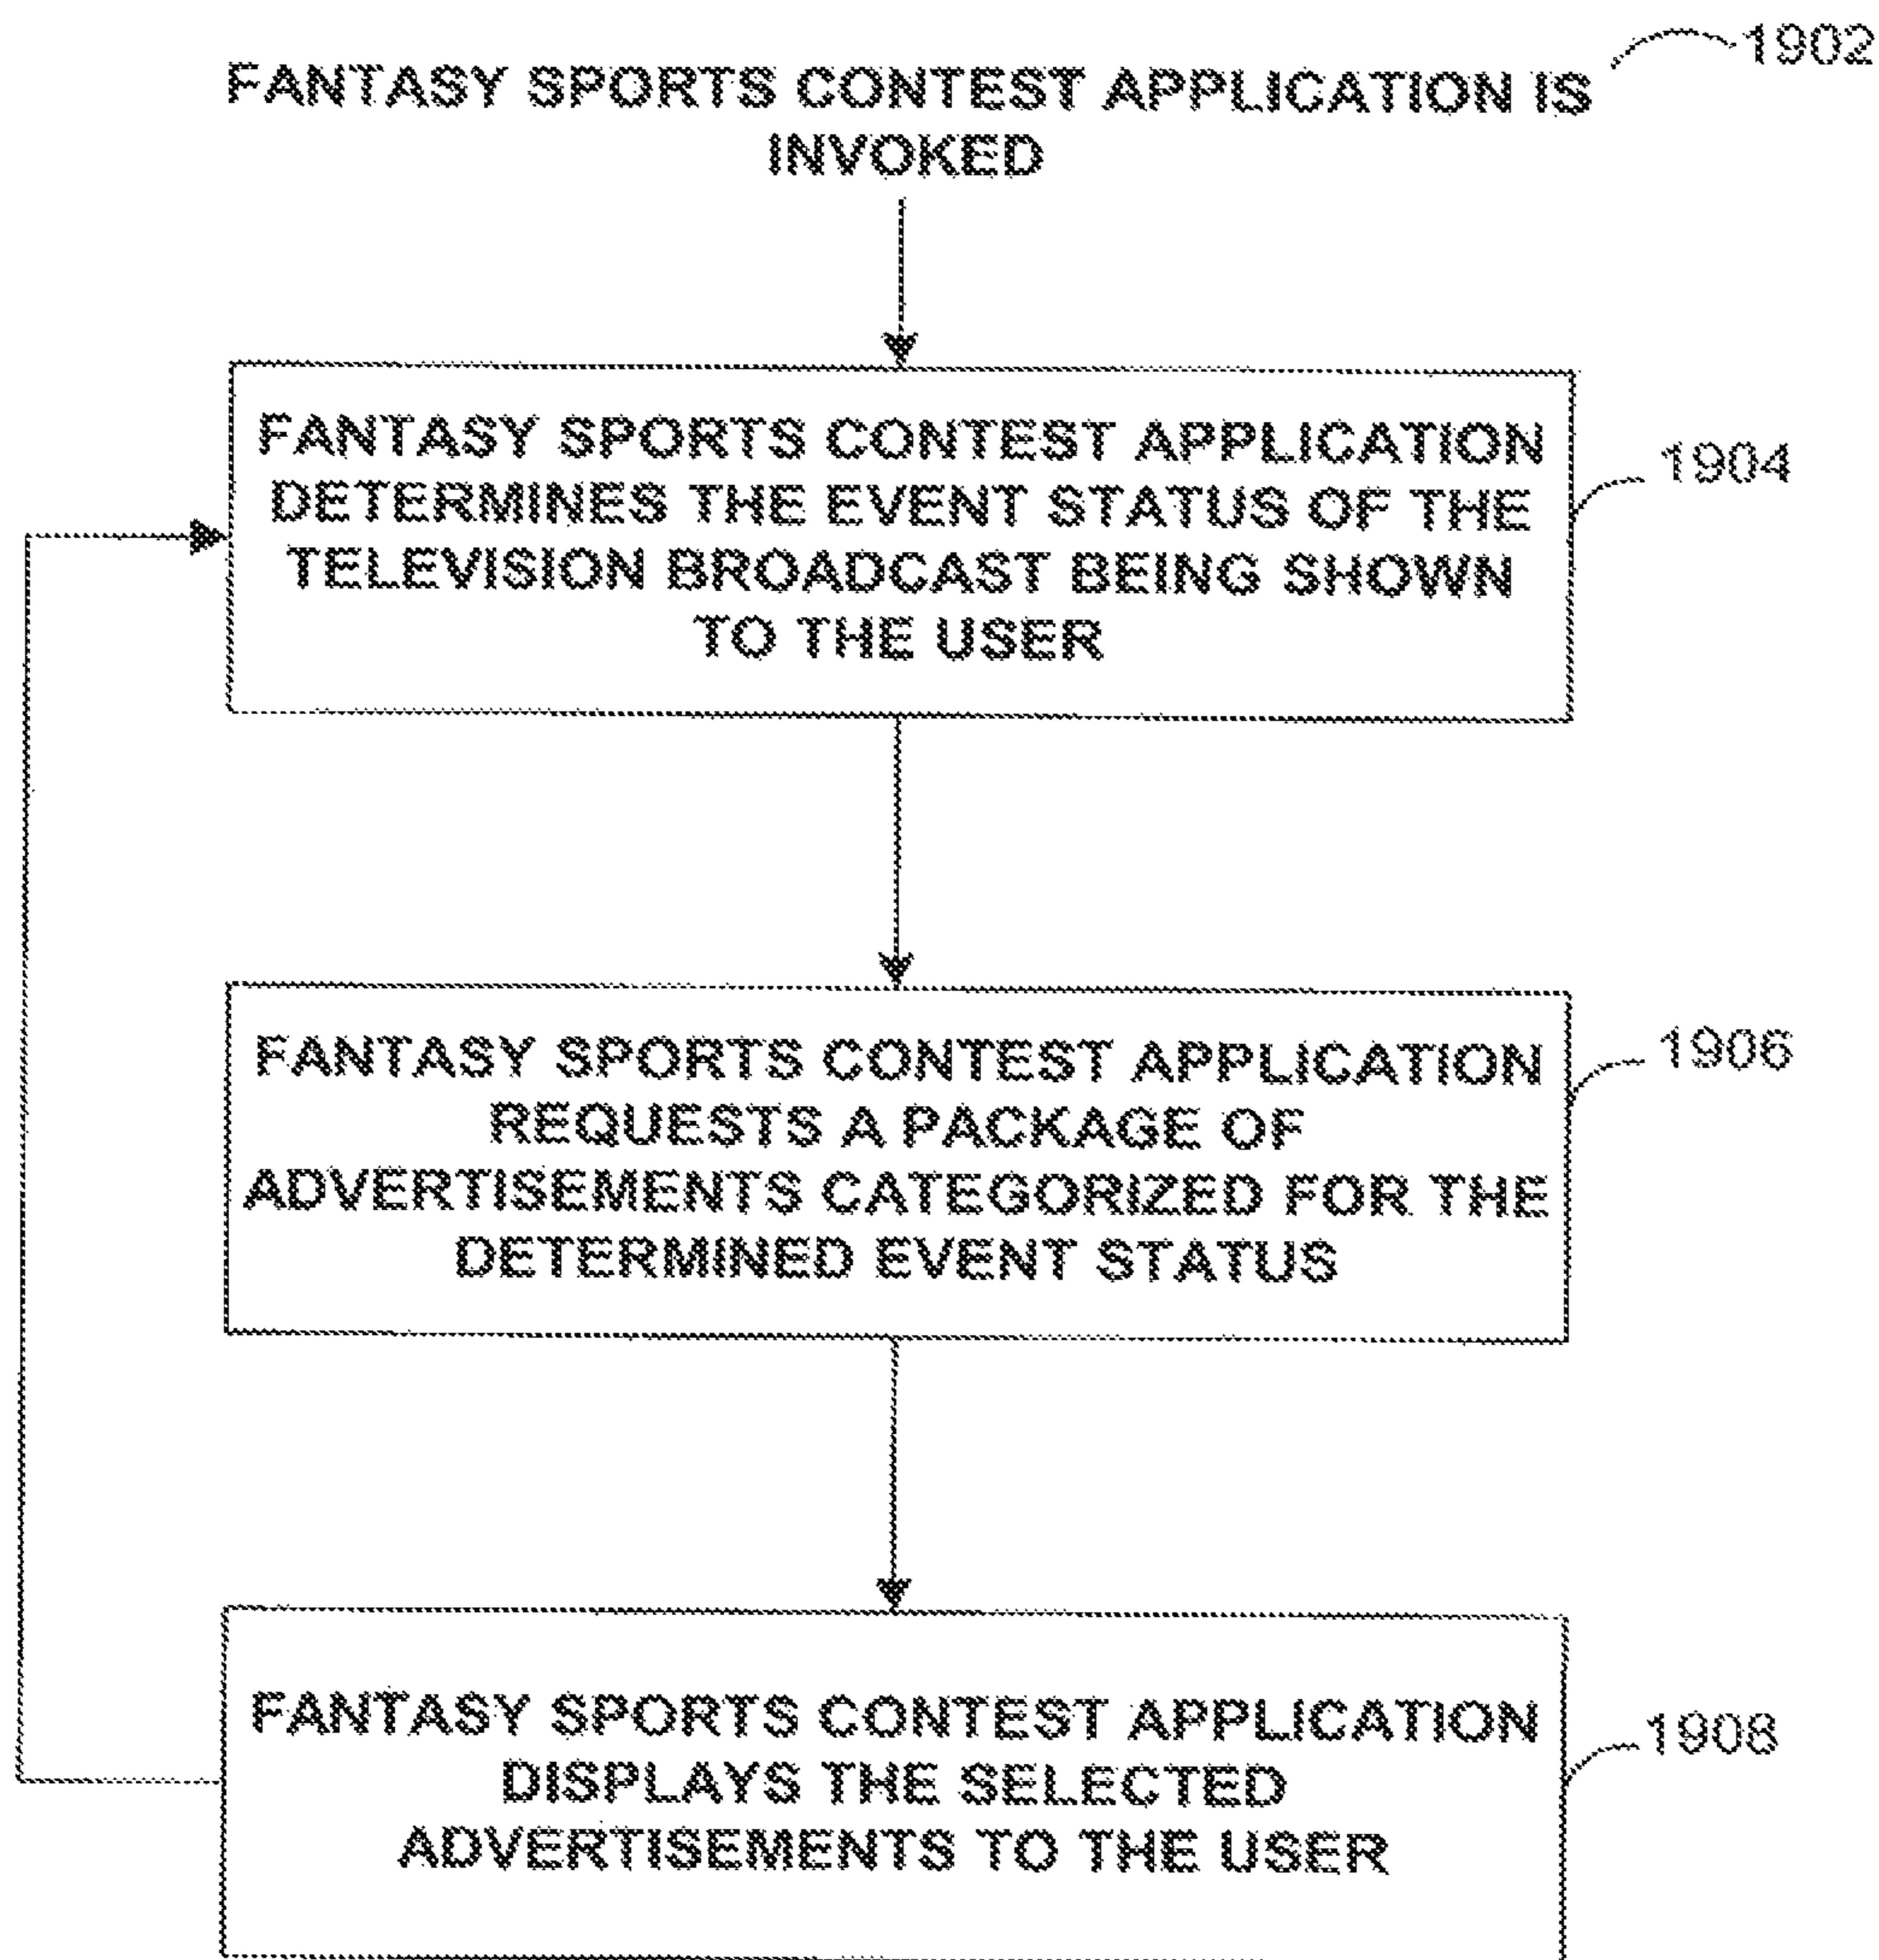 1902
FANTASY SPORTS CONTEST APPLICATION IS
INVOKED
FANTASY SPORTS CONTEST APPLICATION
DETERMINES THE EVENT STATUS OF THE
TELEVISION BROADCAST BEING SHOWN
TO THE USER
1904
FANTASY SPORTS CONTEST APPLICATION
REQUESTS A PACKAGE OF
ADVERTISEMENTS CATEGORIZED FOR THE
DETERMINED EVENT STATUS
1906
FANTASY SPORTS CONTEST APPLICATION
DISPLAYS THE SELECTED
ADVERTISEMENTS TO THE USER
1908